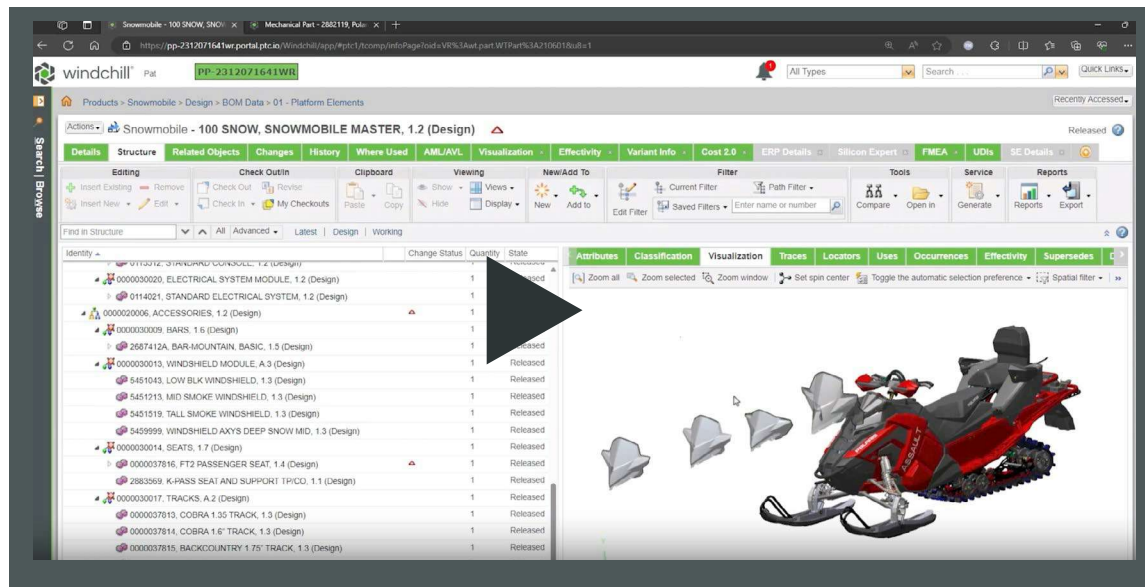 Snowmobile - 100 SNOW, SNOW
Mechanical Part - 2882119, Polar
https://pp-2312071641wr.portal.ptc.io/Windchill/app/#ptc1/tcomp/infoPage?oid=VR%3Awt.part.WTPart%3A210601&u8=1
windchill Pat PP-2312071641WR All Types Search . . . Quick Links
Products > Snowmobile > Design > BOM Data > 01 - Platform Elements Recently Accessed
Actions Snowmobile - 100 SNOW, SNOWMOBILE MASTER, 1.2 (Design) Released
Details Structure Related Objects Changes History Where Used AML/AVL Visualization Effectivity Variant Info Cost 2.0 ERP Details Silicon Expert FMEA UDIs SE Details
Search | Browse
Editing Check Out/In Clipboard Viewing New/Add To Filter Tools Service Reports
Insert Existing Remove Check Out Revise Show Views Current Filter Path Filter
Insert New Edit Check In My Checkouts Paste Copy Hide Display New Add to Edit Filter Saved Filters Enter name or number Compare Open in Generate Reports Export
Find in Structure All Advanced Latest | Design | Working
Identity Change Status Quantity State
Attributes Classification Visualization Traces Locators Uses Occurrences Effectivity Supersedes
Zoom all Zoom selected Zoom window Set spin center Toggle the automatic selection preference Spatial filter
0113512, STANDARD CONSOLE, 1.2 (Design)
0000030020, ELECTRICAL SYSTEM MODULE, 1.2 (Design) 1 Released
0114021, STANDARD ELECTRICAL SYSTEM, 1.2 (Design) 1
0000020006, ACCESSORIES, 1.2 (Design) 1
0000030009, BARS, 1.6 (Design) 1
2687412A, BAR-MOUNTAIN, BASIC, 1.5 (Design) 1 Released
0000030013, WINDSHIELD MODULE, A.3 (Design) 1 Released
5451043, LOW BLK WINDSHIELD, 1.3 (Design) 1 Released
5451213, MID SMOKE WINDSHIELD, 1.3 (Design) 1 Released
5451519, TALL SMOKE WINDSHIELD, 1.3 (Design) 1 Released
5459999, WINDSHIELD AXYS DEEP SNOW MID, 1.3 (Design) 1 Released
0000030014, SEATS, 1.7 (Design) 1 Released
0000037816, FT2 PASSENGER SEAT, 1.4 (Design) 1 Released
2883569, K-PASS SEAT AND SUPPORT TP/CO, 1.1 (Design) 1 Released
0000030017, TRACKS, A.2 (Design) 1 Released
0000037813, COBRA 1.35 TRACK, 1.3 (Design) 1 Released
0000037814, COBRA 1.6" TRACK, 1.3 (Design) 1 Released
0000037815, BACKCOUNTRY 1.75" TRACK, 1.3 (Design) 1 Released
ASSAULT